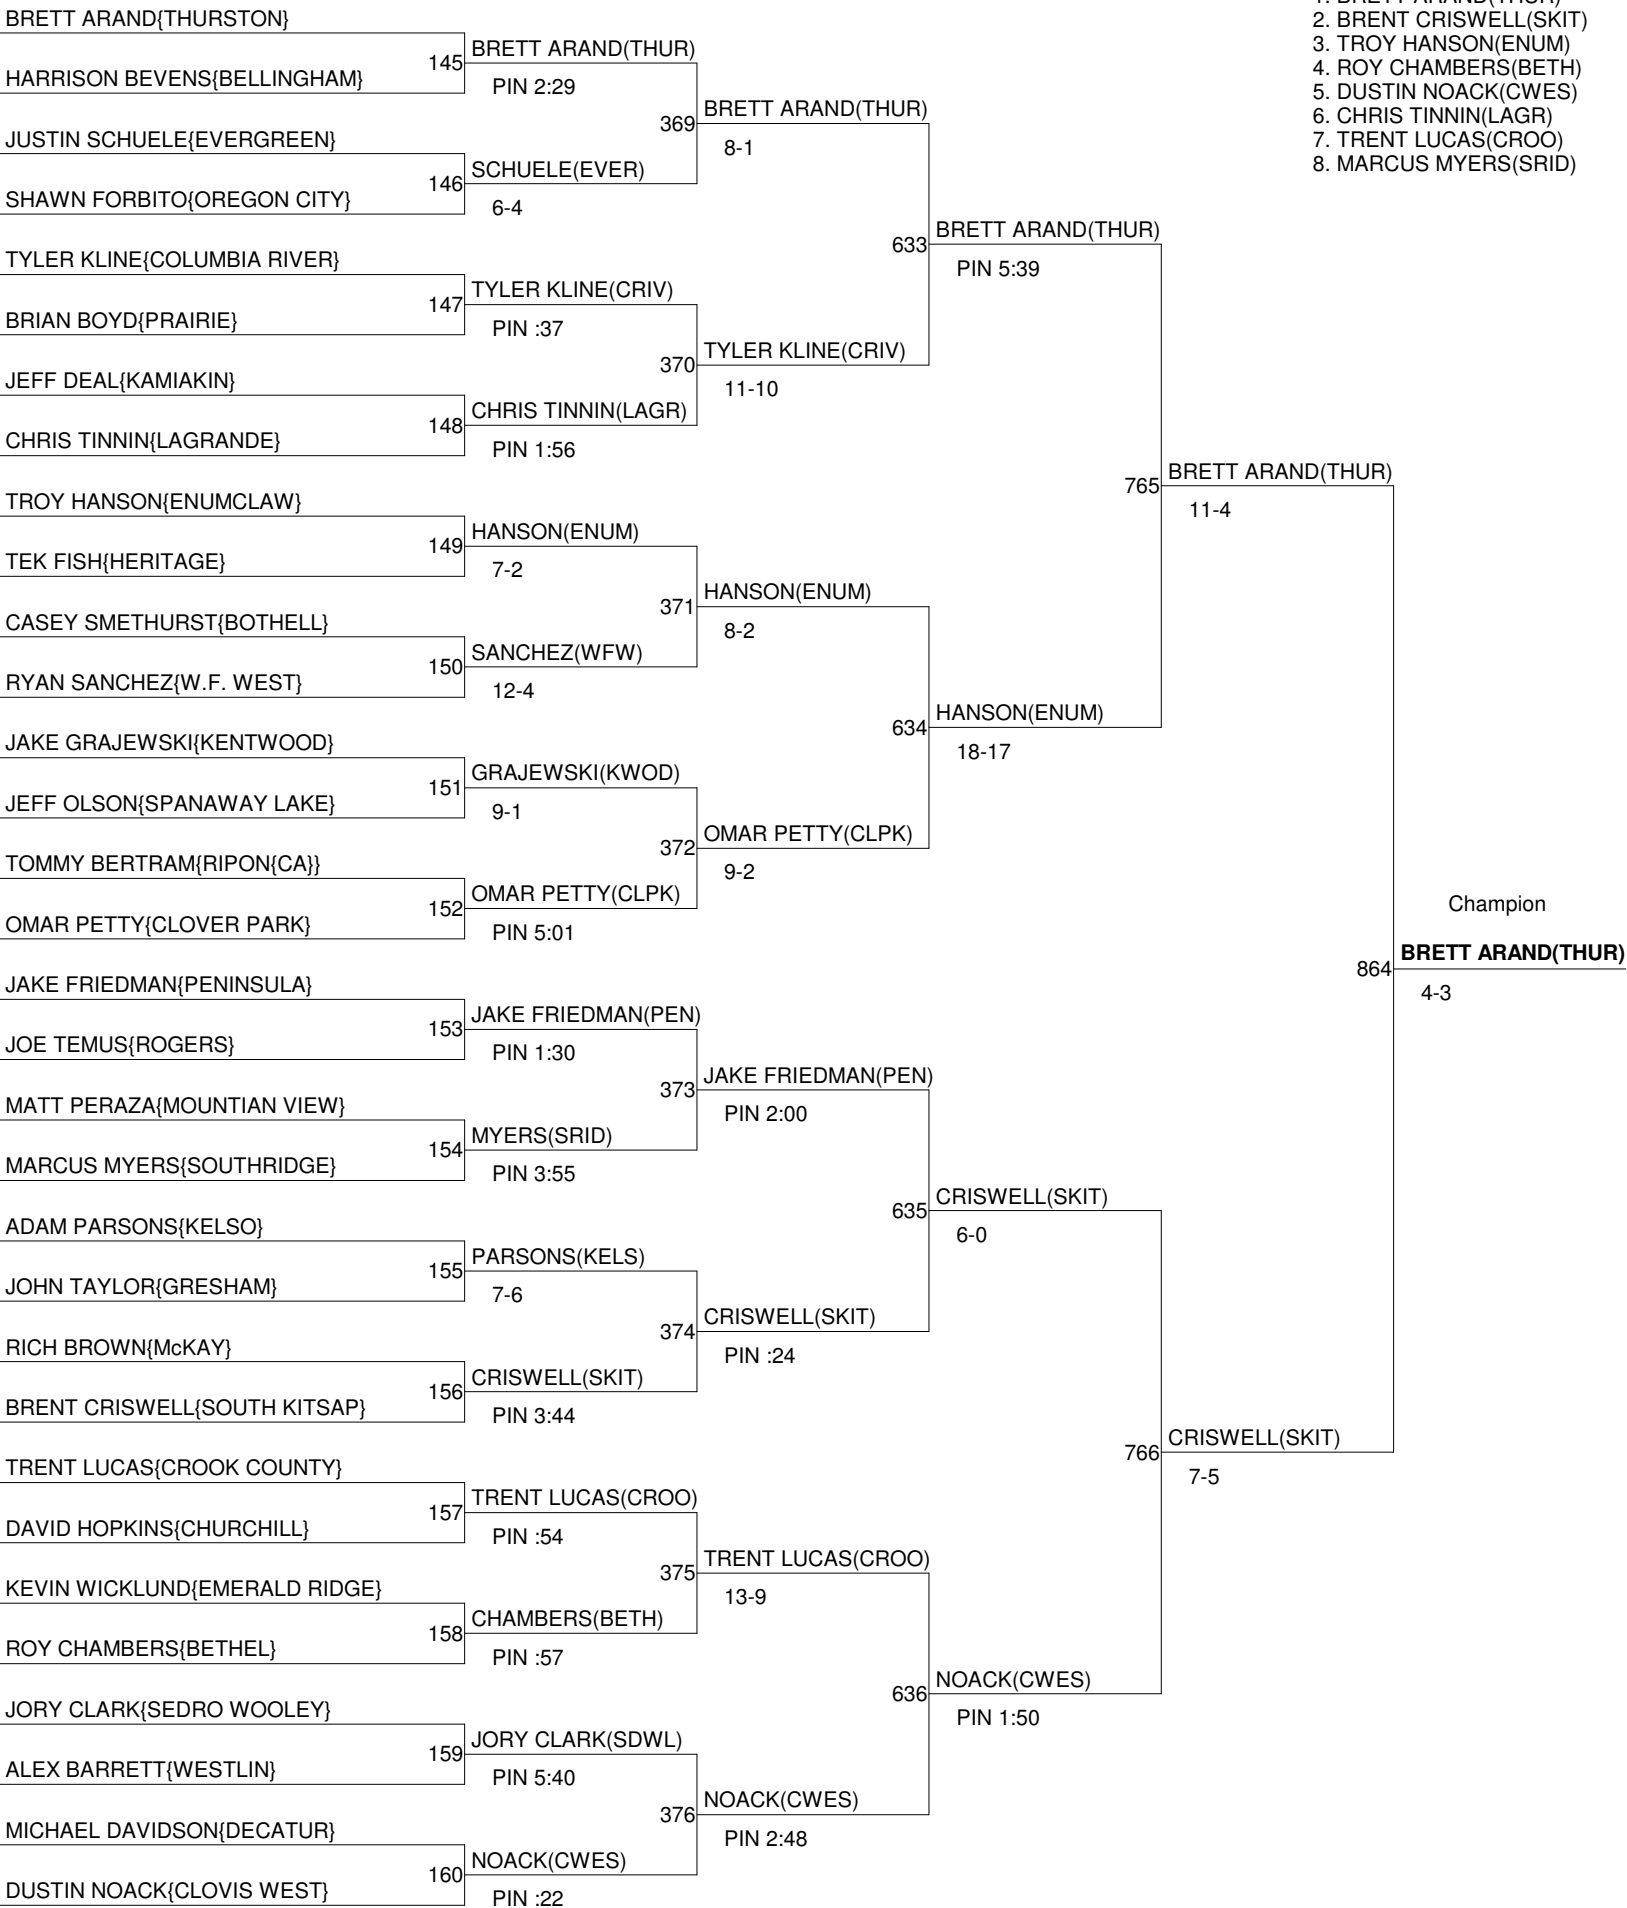 BRETT ARAND{THURSTON}
HARRISON BEVENS{BELLINGHAM}
JUSTIN SCHUELE{EVERGREEN}
SHAWN FORBITO{OREGON CITY}
TYLER KLINE{COLUMBIA RIVER}
BRIAN BOYD{PRAIRIE}
JEFF DEAL{KAMIAKIN}
CHRIS TINNIN{LAGRANDE}
TROY HANSON{ENUMCLAW}
TEK FISH{HERITAGE}
CASEY SMETHURST{BOTHELL}
RYAN SANCHEZ{W.F. WEST}
JAKE GRAJEWSKI{KENTWOOD}
JEFF OLSON{SPANAWAY LAKE}
TOMMY BERTRAM{RIPON{CA}}
OMAR PETTY{CLOVER PARK}
JAKE FRIEDMAN{PENINSULA}
JOE TEMUS{ROGERS}
MATT PERAZA{MOUNTIAN VIEW}
MARCUS MYERS{SOUTHRIDGE}
ADAM PARSONS{KELSO}
JOHN TAYLOR{GRESHAM}
RICH BROWN{McKAY}
BRENT CRISWELL{SOUTH KITSAP}
TRENT LUCAS{CROOK COUNTY}
DAVID HOPKINS{CHURCHILL}
KEVIN WICKLUND{EMERALD RIDGE}
ROY CHAMBERS{BETHEL}
JORY CLARK{SEDRO WOOLEY}
ALEX BARRETT{WESTLIN}
MICHAEL DAVIDSON{DECATUR}
DUSTIN NOACK{CLOVIS WEST}
145
BRETT ARAND(THUR)
PIN 2:29
146
SCHUELE(EVER)
6-4
147
TYLER KLINE(CRIV)
PIN :37
148
CHRIS TINNIN(LAGR)
PIN 1:56
149
HANSON(ENUM)
7-2
150
SANCHEZ(WFW)
12-4
151
GRAJEWSKI(KWOD)
9-1
152
OMAR PETTY(CLPK)
PIN 5:01
153
JAKE FRIEDMAN(PEN)
PIN 1:30
154
MYERS(SRID)
PIN 3:55
155
PARSONS(KELS)
7-6
156
CRISWELL(SKIT)
PIN 3:44
157
TRENT LUCAS(CROO)
PIN :54
158
CHAMBERS(BETH)
PIN :57
159
JORY CLARK(SDWL)
PIN 5:40
160
NOACK(CWES)
PIN :22
369
BRETT ARAND(THUR)
8-1
370
TYLER KLINE(CRIV)
11-10
371
HANSON(ENUM)
8-2
372
OMAR PETTY(CLPK)
9-2
373
JAKE FRIEDMAN(PEN)
PIN 2:00
374
CRISWELL(SKIT)
PIN :24
375
TRENT LUCAS(CROO)
13-9
376
NOACK(CWES)
PIN 2:48
633
BRETT ARAND(THUR)
PIN 5:39
634
HANSON(ENUM)
18-17
635
CRISWELL(SKIT)
6-0
636
NOACK(CWES)
PIN 1:50
765
BRETT ARAND(THUR)
11-4
766
CRISWELL(SKIT)
7-5
864
Champion
BRETT ARAND(THUR)
4-3
1. BRETT ARAND(THUR)
2. BRENT CRISWELL(SKIT)
3. TROY HANSON(ENUM)
4. ROY CHAMBERS(BETH)
5. DUSTIN NOACK(CWES)
6. CHRIS TINNIN(LAGR)
7. TRENT LUCAS(CROO)
8. MARCUS MYERS(SRID)